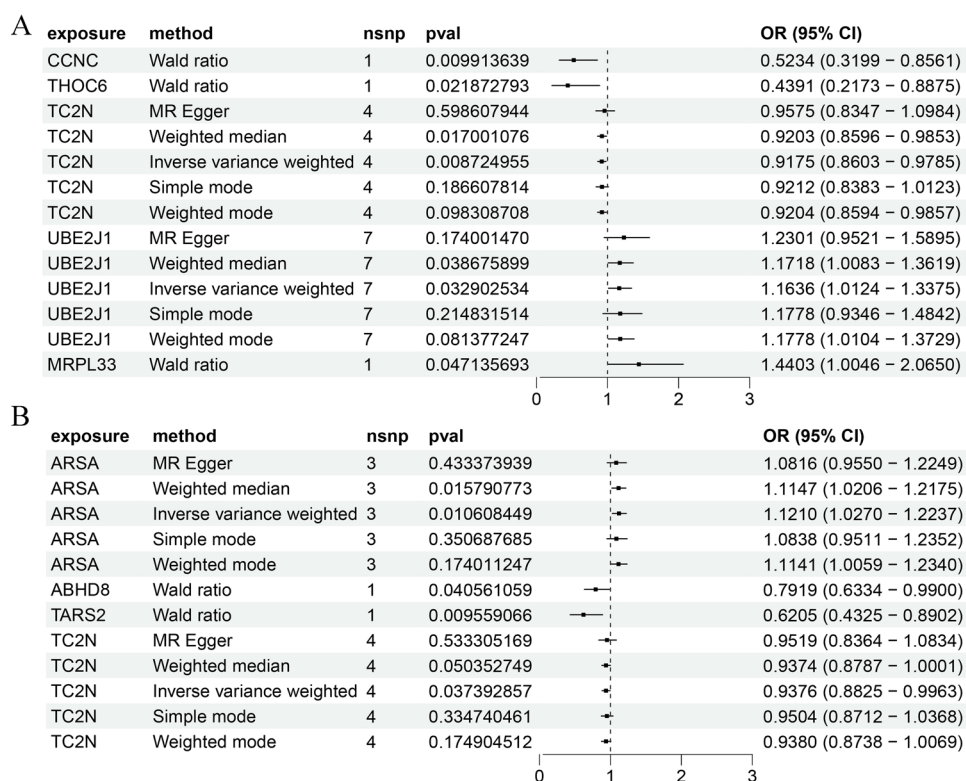 A
exposure method nsnp pval OR (95% CI)
CCNC Wald ratio 1 0.009913639 0.5234 (0.3199 − 0.8561)
THOC6 Wald ratio 1 0.021872793 0.4391 (0.2173 − 0.8875)
TC2N MR Egger 4 0.598607944 0.9575 (0.8347 − 1.0984)
TC2N Weighted median 4 0.017001076 0.9203 (0.8596 − 0.9853)
TC2N Inverse variance weighted 4 0.008724955 0.9175 (0.8603 − 0.9785)
TC2N Simple mode 4 0.186607814 0.9212 (0.8383 − 1.0123)
TC2N Weighted mode 4 0.098308708 0.9204 (0.8594 − 0.9857)
UBE2J1 MR Egger 7 0.174001470 1.2301 (0.9521 − 1.5895)
UBE2J1 Weighted median 7 0.038675899 1.1718 (1.0083 − 1.3619)
UBE2J1 Inverse variance weighted 7 0.032902534 1.1636 (1.0124 − 1.3375)
UBE2J1 Simple mode 7 0.214831514 1.1778 (0.9346 − 1.4842)
UBE2J1 Weighted mode 7 0.081377247 1.1778 (1.0104 − 1.3729)
MRPL33 Wald ratio 1 0.047135693 1.4403 (1.0046 − 2.0650)
0 1 2 3
B
exposure method nsnp pval OR (95% CI)
ARSA MR Egger 3 0.433373939 1.0816 (0.9550 − 1.2249)
ARSA Weighted median 3 0.015790773 1.1147 (1.0206 − 1.2175)
ARSA Inverse variance weighted 3 0.010608449 1.1210 (1.0270 − 1.2237)
ARSA Simple mode 3 0.350687685 1.0838 (0.9511 − 1.2352)
ARSA Weighted mode 3 0.174011247 1.1141 (1.0059 − 1.2340)
ABHD8 Wald ratio 1 0.040561059 0.7919 (0.6334 − 0.9900)
TARS2 Wald ratio 1 0.009559066 0.6205 (0.4325 − 0.8902)
TC2N MR Egger 4 0.533305169 0.9519 (0.8364 − 1.0834)
TC2N Weighted median 4 0.050352749 0.9374 (0.8787 − 1.0001)
TC2N Inverse variance weighted 4 0.037392857 0.9376 (0.8825 − 0.9963)
TC2N Simple mode 4 0.334740461 0.9504 (0.8712 − 1.0368)
TC2N Weighted mode 4 0.174904512 0.9380 (0.8738 − 1.0069)
0 1 2 3